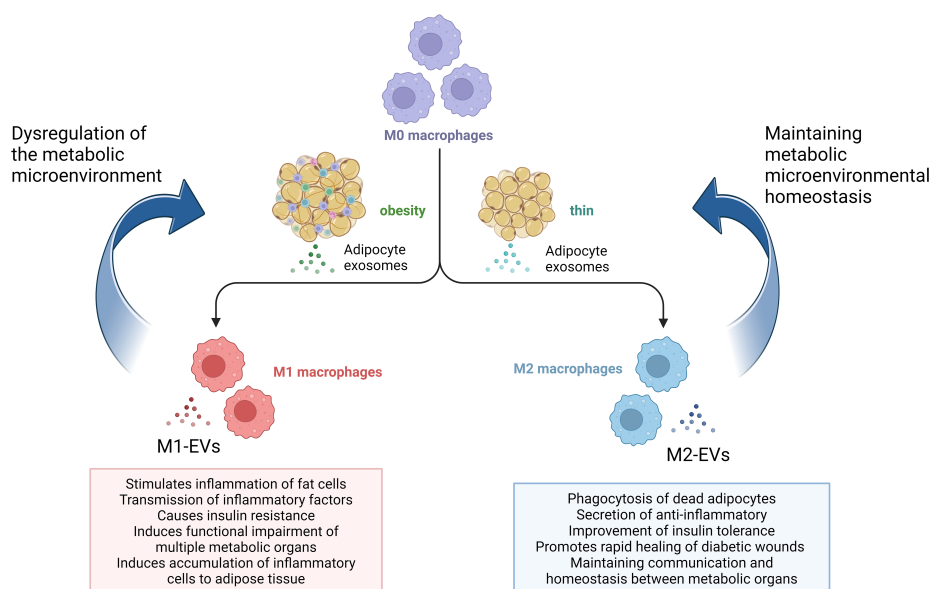 M0 macrophages
Dysregulation of
the metabolic
microenvironment
Maintaining
metabolic
microenvironmental
homeostasis
obesity
thin
Adipocyte
exosomes
Adipocyte
exosomes
M1 macrophages
M2 macrophages
M1-EVs
M2-EVs
Stimulates inflammation of fat cells
Transmission of inflammatory factors
Causes insulin resistance
Induces functional impairment of
multiple metabolic organs
Induces accumulation of inflammatory
cells to adipose tissue
Phagocytosis of dead adipocytes
Secretion of anti-inflammatory
Improvement of insulin tolerance
Promotes rapid healing of diabetic wounds
Maintaining communication and
homeostasis between metabolic organs